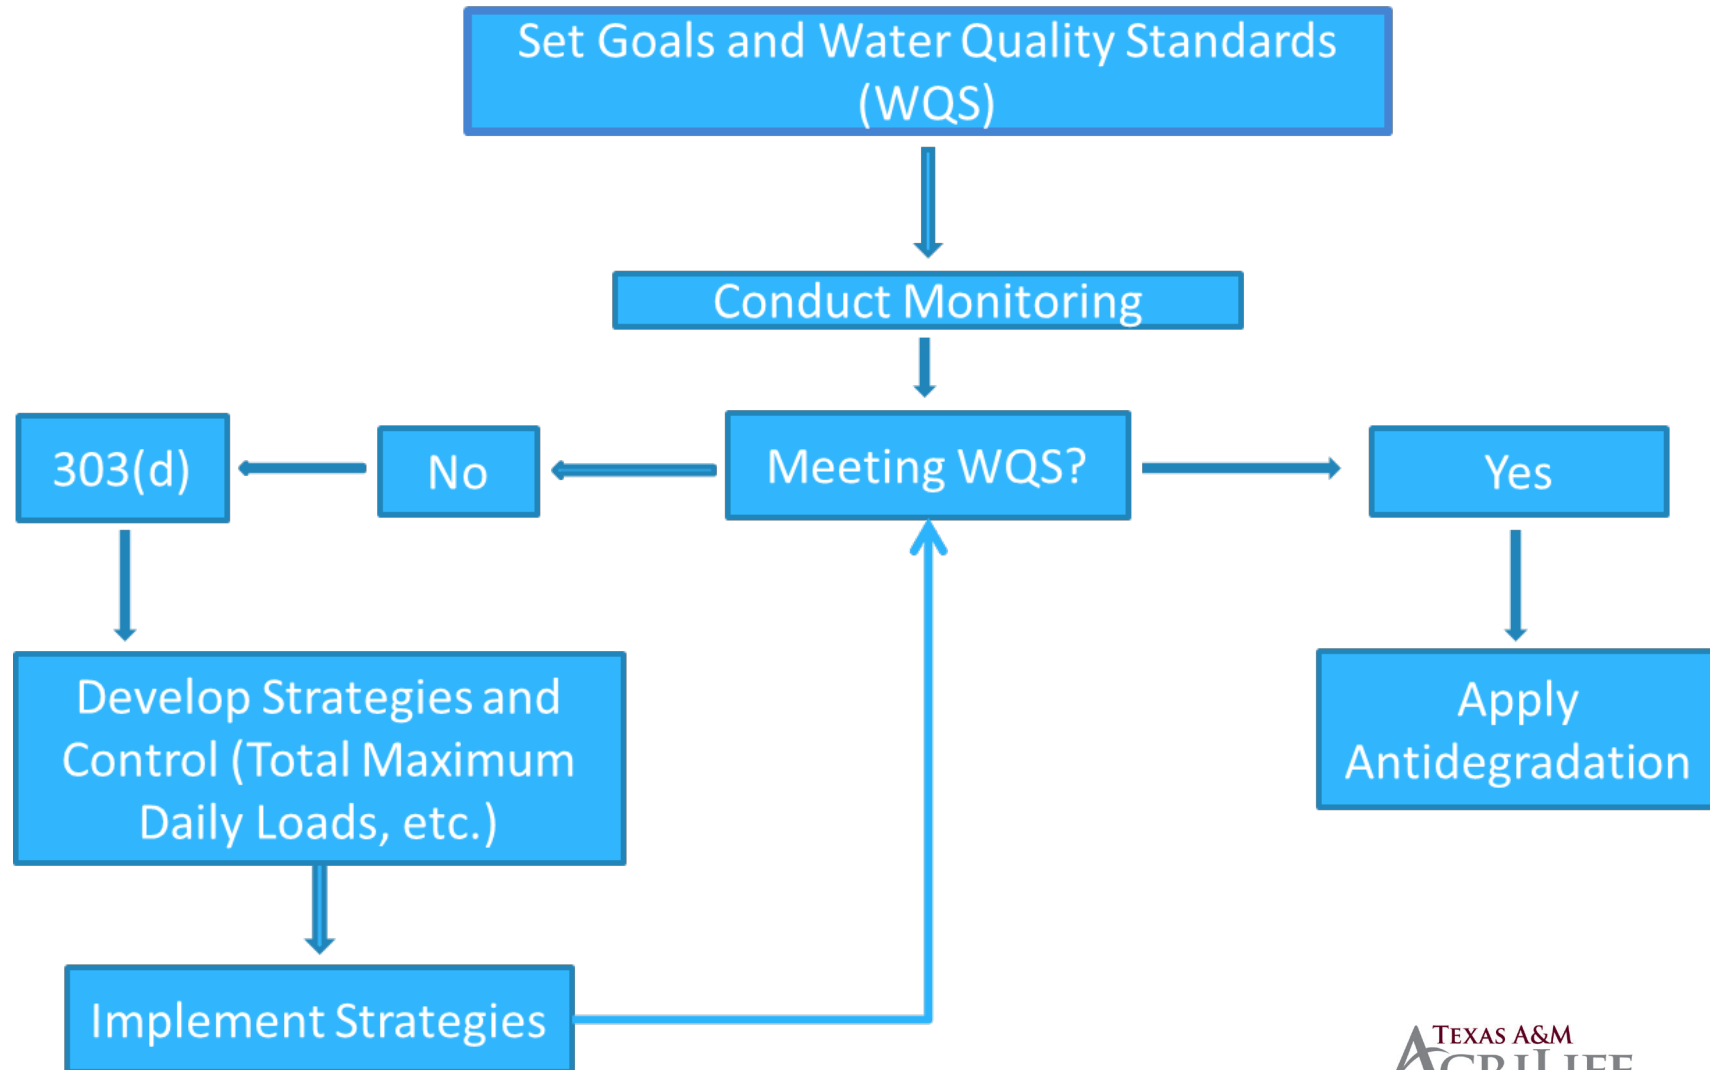 Set Goals and Water Quality Standards
(WQS)
Conduct Monitoring
303(d)
No
Meeting WQS?
Yes
Develop Strategies and
Control (Total Maximum
Daily Loads, etc.)
Apply
Antidegradation
Implement Strategies
TEXAS A&M
AGRILIFE